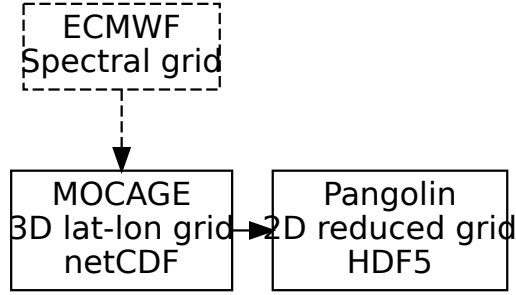 ECMWF
Spectral grid
MOCAGE
3D lat-lon grid
netCDF
Pangolin
2D reduced grid
HDF5